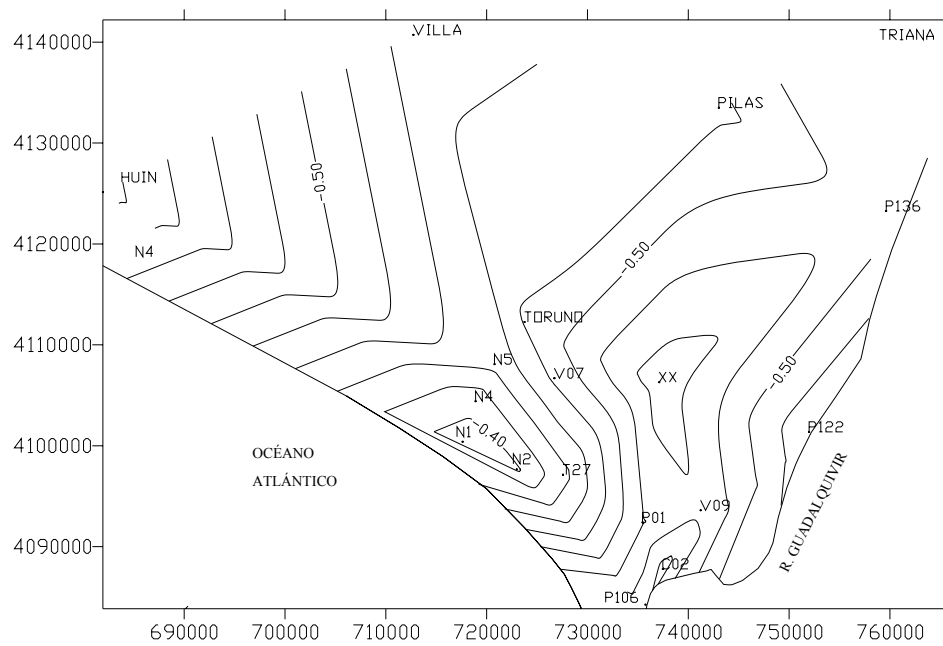 4140000
VILLA
TRIANA
PILAS
4130000
HUIN
-0.50
P136
4120000
N4
-0.50
TORUNO
4110000
N5
V07
XX
-0.50
N4
-0.40
N1
P122
4100000
N2
T27
OCÉANO
ATLÁNTICO
V09
P01
R. GUADALQUIVIR
4090000
P106
690000 700000 710000 720000 730000 740000 750000 760000